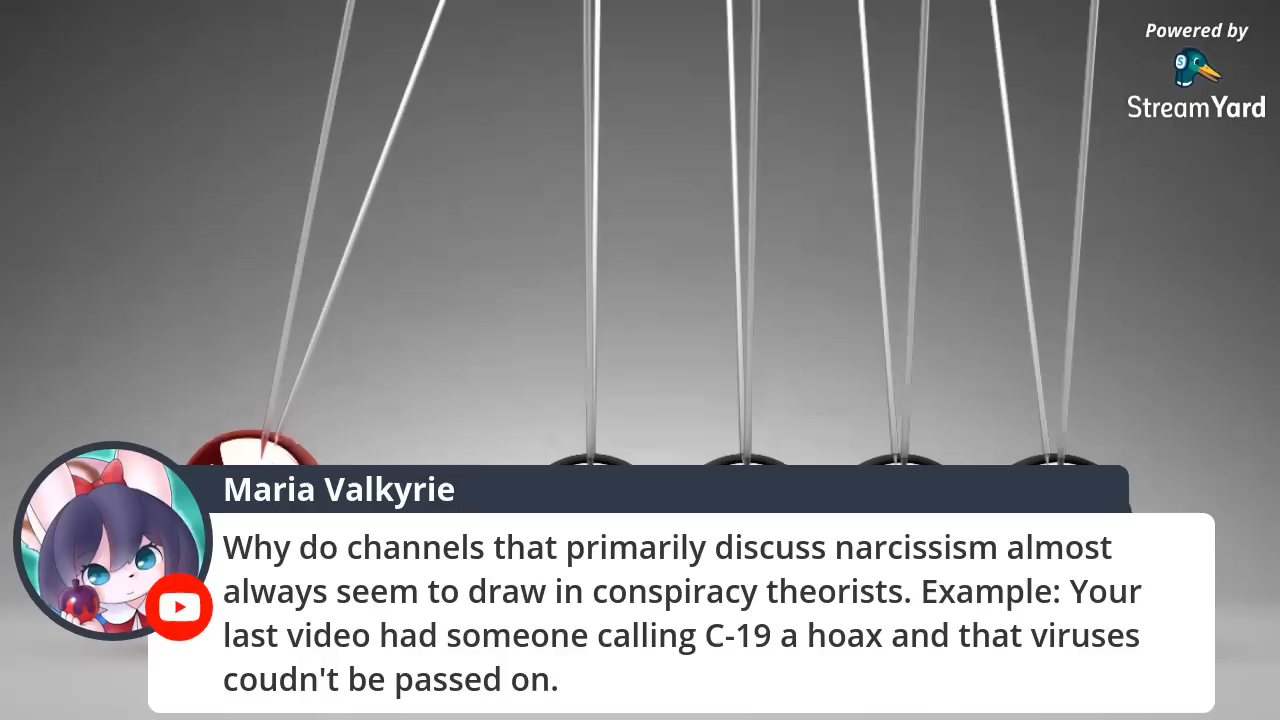 Powered by
StreamYard
Maria Valkyrie
Why do channels that primarily discuss narcissism almost
always seem to draw in conspiracy theorists. Example: Your
last video had someone calling C-19 a hoax and that viruses
coudn't be passed on.